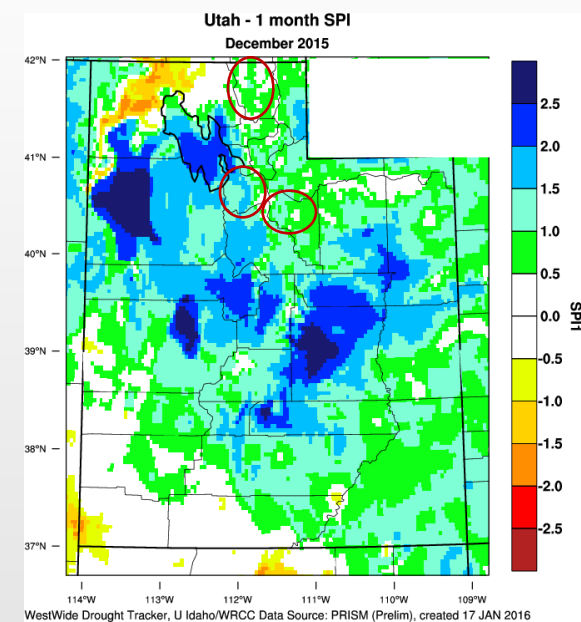 Utah - 1 month SPI
December 2015
42°N
41°N
40°N
39°N
38°N
37°N
114°W 113°W 112°W 111°W 110°W 109°W
2.5
2.0
1.5
1.0
0.5
0.0
-0.5
-1.0
-1.5
-2.0
-2.5
SPI1
WestWide Drought Tracker, U Idaho/WRCC Data Source: PRISM (Prelim), created 17 JAN 2016